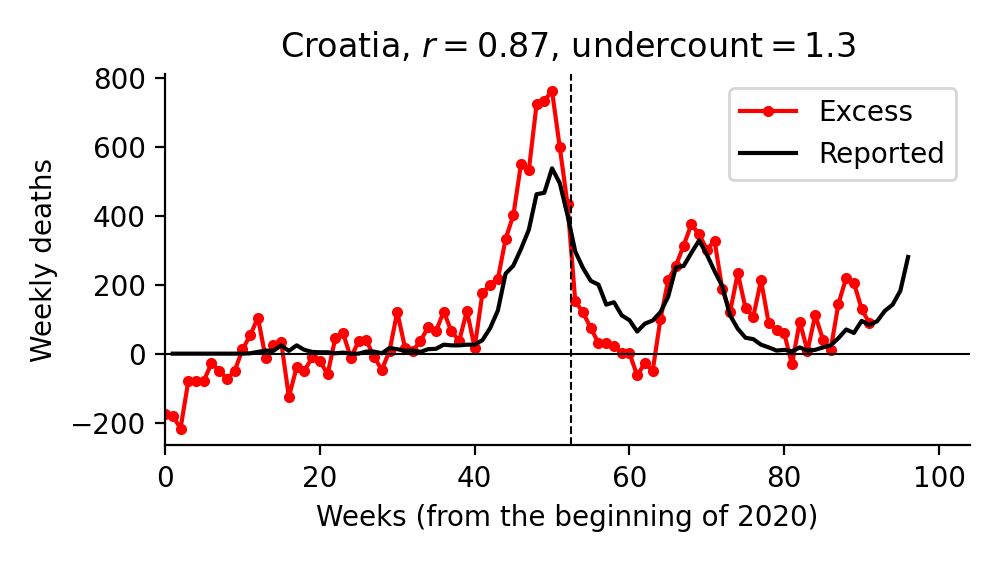 Croatia, r = 0.87, undercount = 1.3
Excess
Reported
Weekly deaths
800
600
400
200
0
−200
0 20 40 60 80 100
Weeks (from the beginning of 2020)